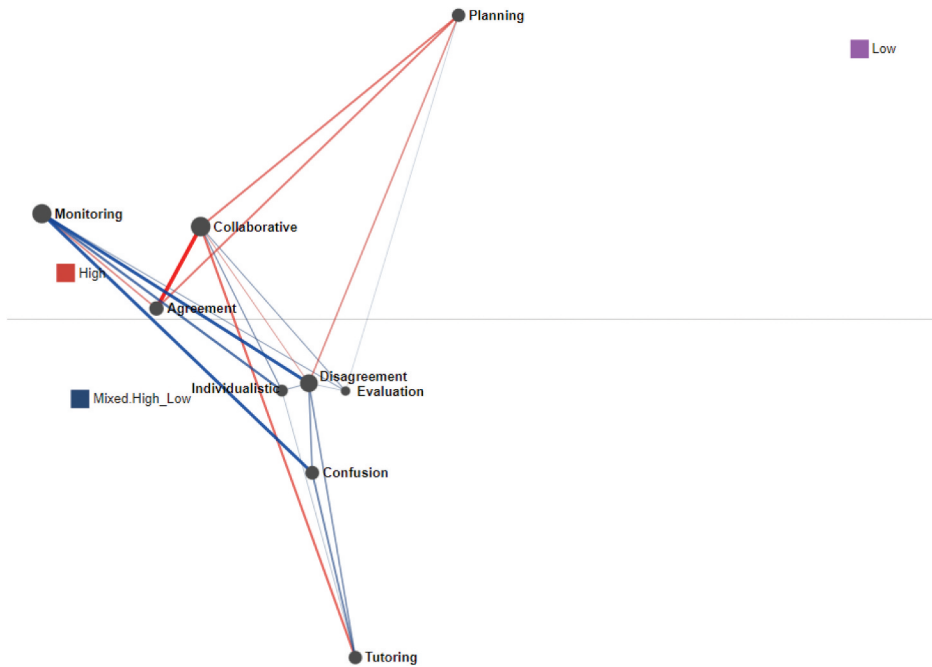 Planning
Low
Monitoring
Collaborative
High
Agreement
Disagreement
Individualistic
Evaluation
Mixed.High_Low
Confusion
Tutoring